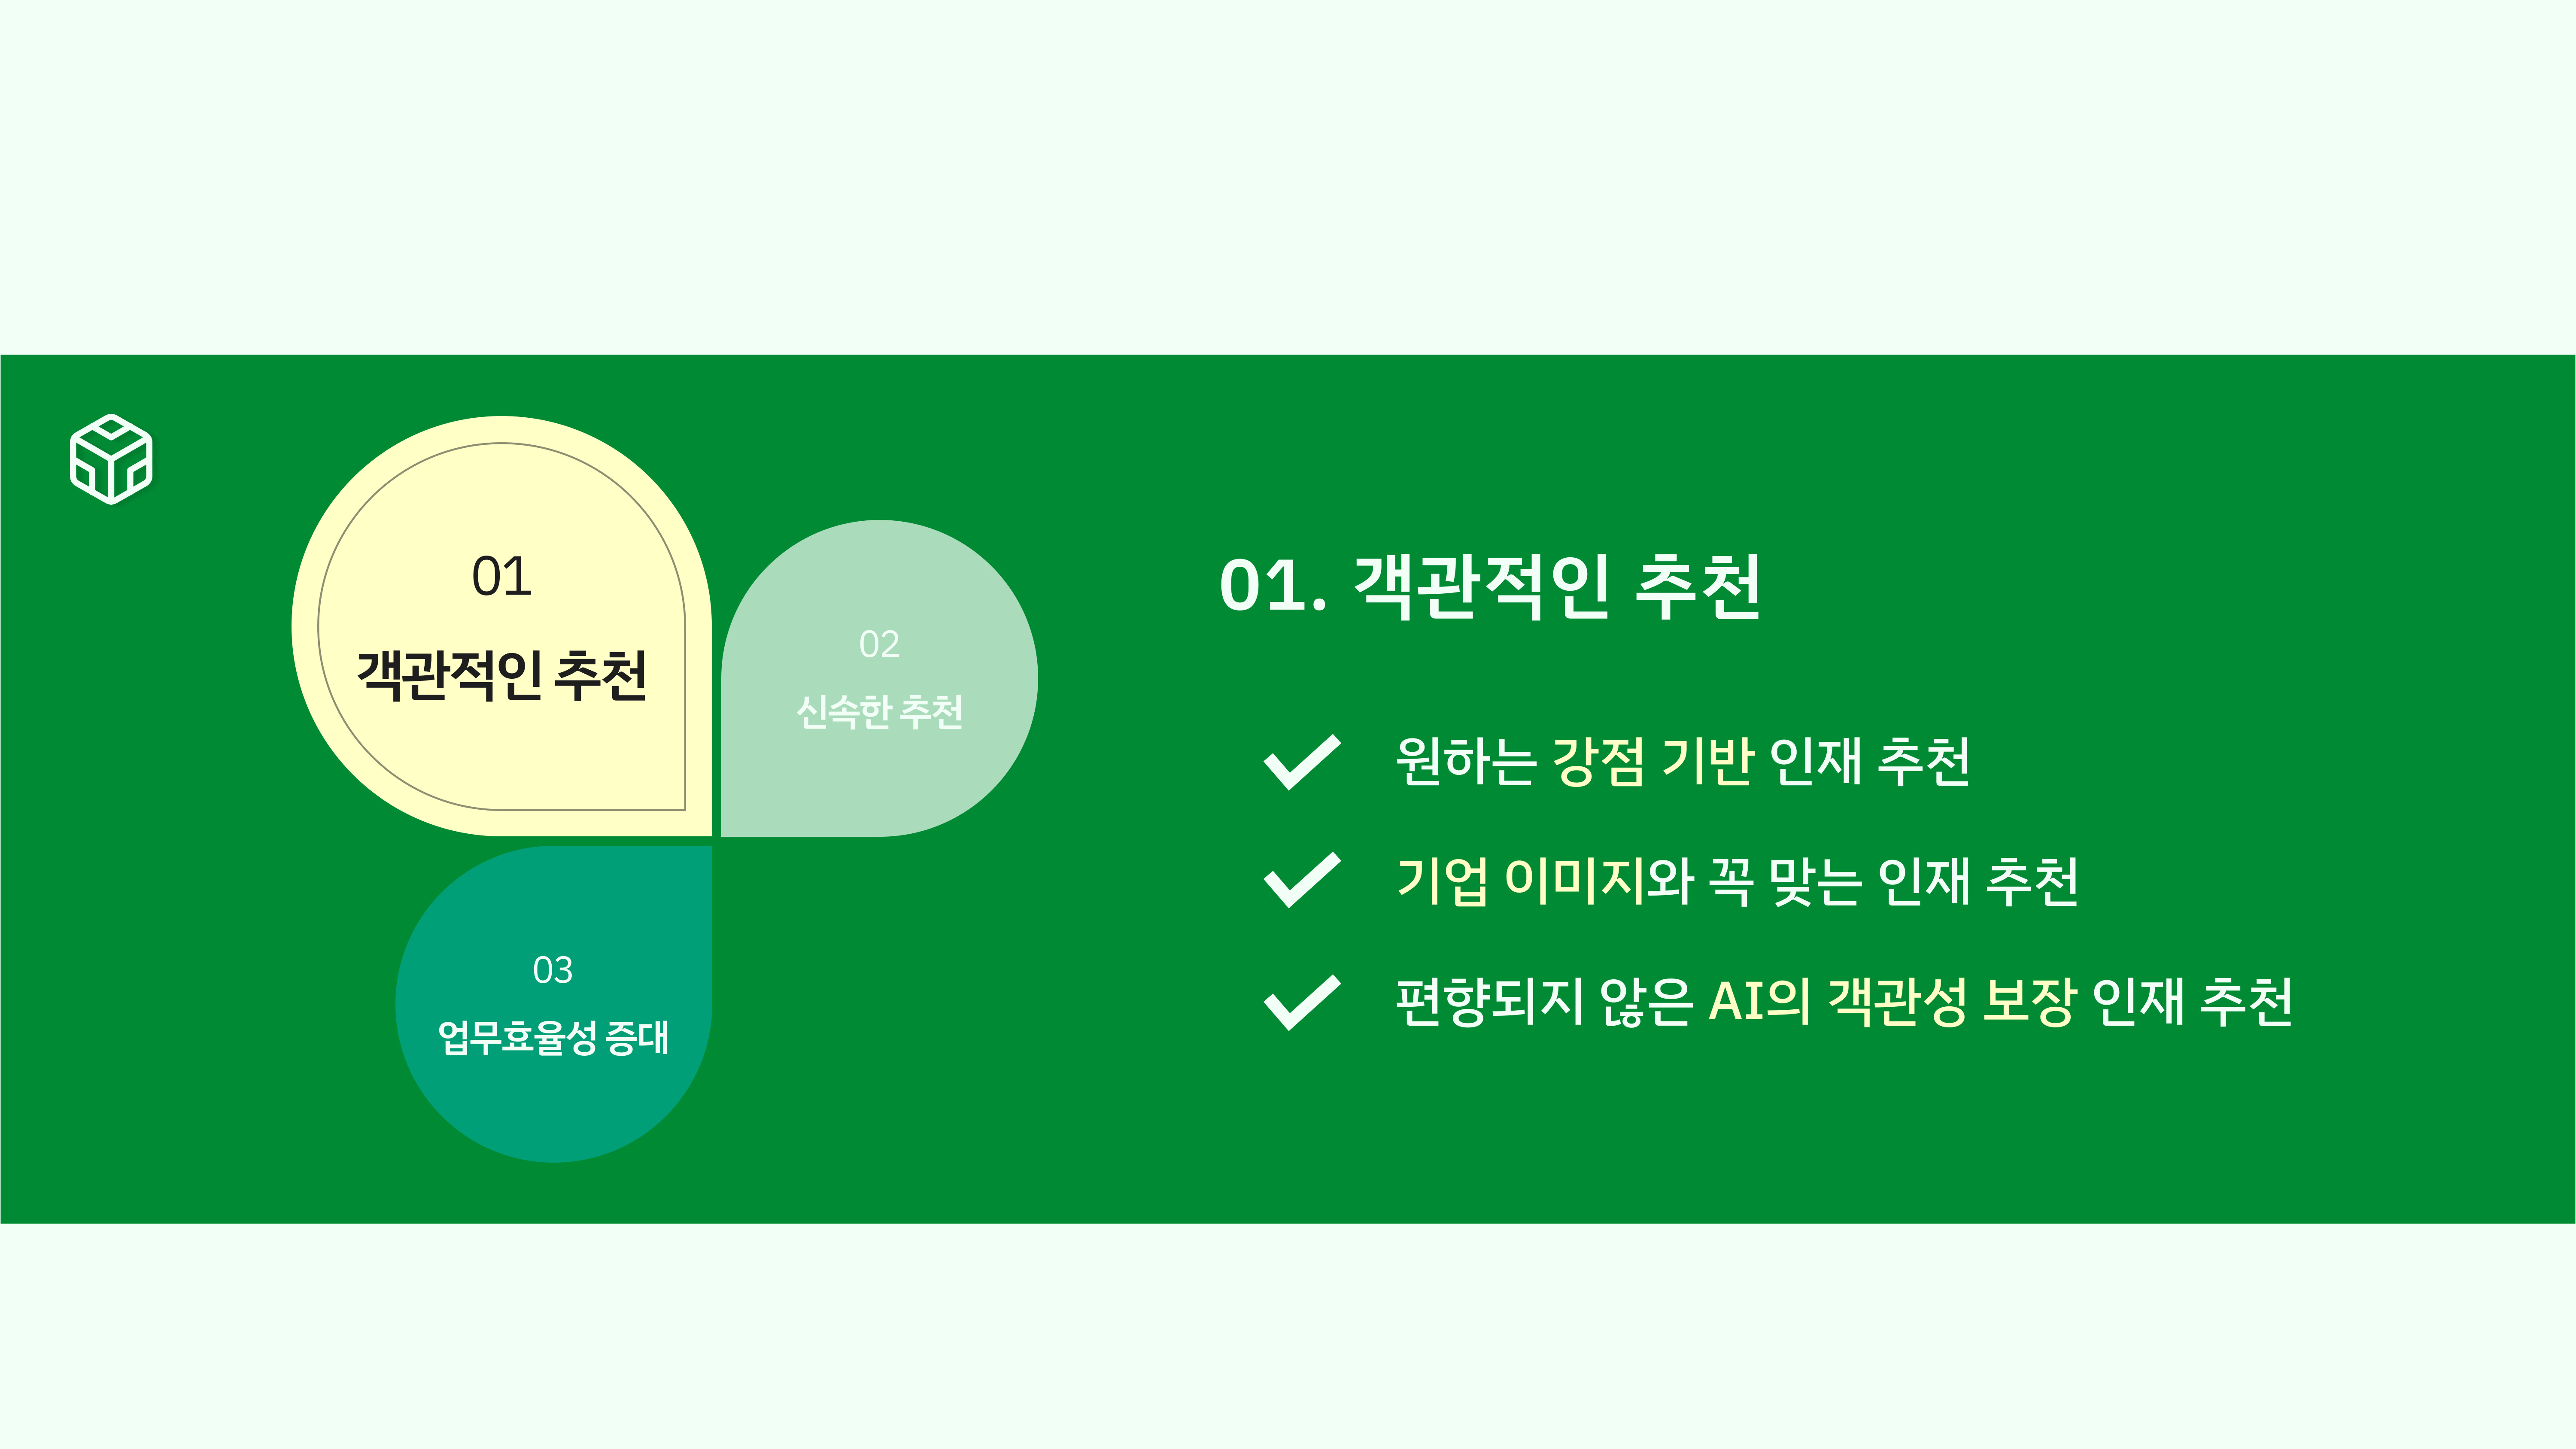 01
객관적인 추천
02
신속한 추천
03
업무효율성 증대
01. 객관적인 추천
원하는 강점 기반 인재 추천
기업 이미지와 꼭 맞는 인재 추천
편향되지 않은 AI의 객관성 보장 인재 추천